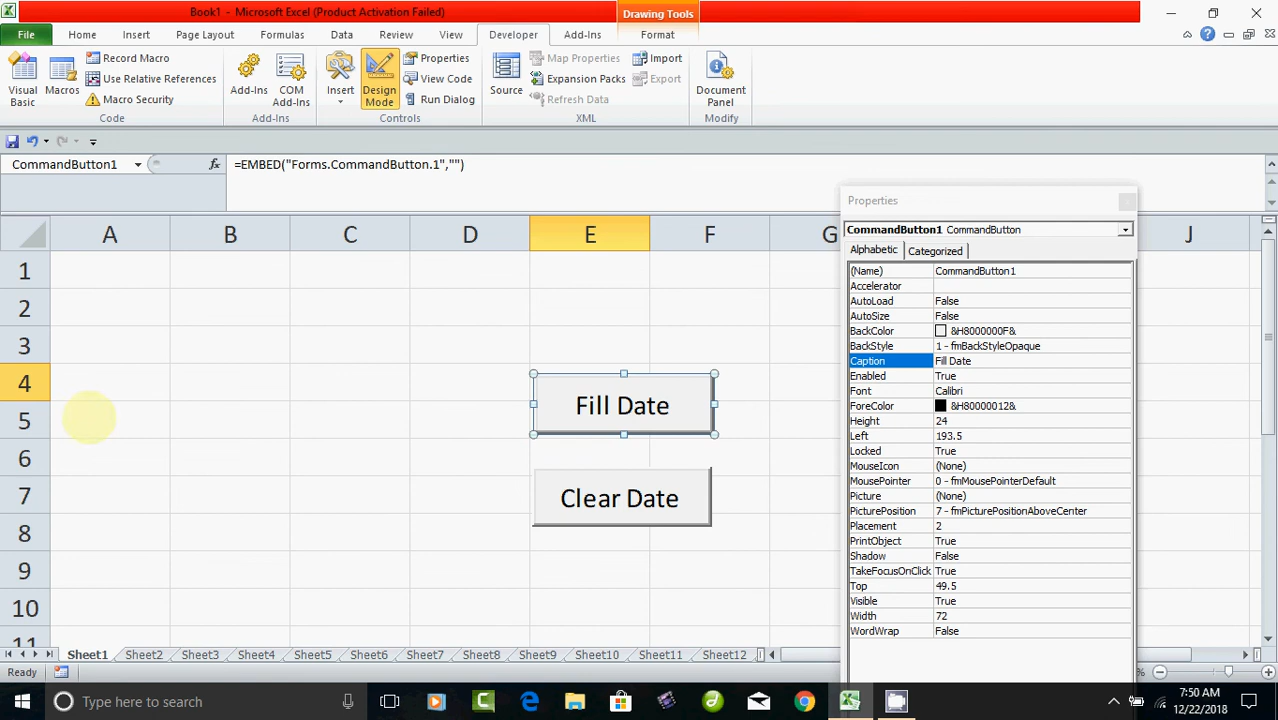 Book1 - Microsoft Excel (Product Activation Failed)
Drawing Tools
File Home Insert Page Layout Formulas Data Review View Developer Add-Ins Format
Visual Basic
Macros
Record Macro
Use Relative References
Macro Security
Code
Add-Ins
COM Add-Ins
Add-Ins
Insert
Design Mode
Properties
View Code
Run Dialog
Controls
Source
Map Properties
Expansion Packs
Refresh Data
Import
Export
XML
Document Panel
Modify
CommandButton1 fx =EMBED("Forms.CommandButton.1","")
A B C D E F G J
1
2
3
4
5
6
7
8
9
10
11
Fill Date
Clear Date
Properties
CommandButton1 CommandButton
Alphabetic Categorized
(Name) CommandButton1
Accelerator
AutoLoad False
AutoSize False
BackColor &H8000000F&
BackStyle 1 - fmBackStyleOpaque
Caption Fill Date
Enabled True
Font Calibri
ForeColor &H80000012&
Height 24
Left 193.5
Locked True
MouseIcon (None)
MousePointer 0 - fmMousePointerDefault
Picture (None)
PicturePosition 7 - fmPicturePositionAboveCenter
Placement 2
PrintObject True
Shadow False
TakeFocusOnClick True
Top 49.5
Visible True
Width 72
WordWrap False
Sheet1 Sheet2 Sheet3 Sheet4 Sheet5 Sheet6 Sheet7 Sheet8 Sheet9 Sheet10 Sheet11 Sheet12
Ready
%
Type here to search
7:50 AM
12/22/2018